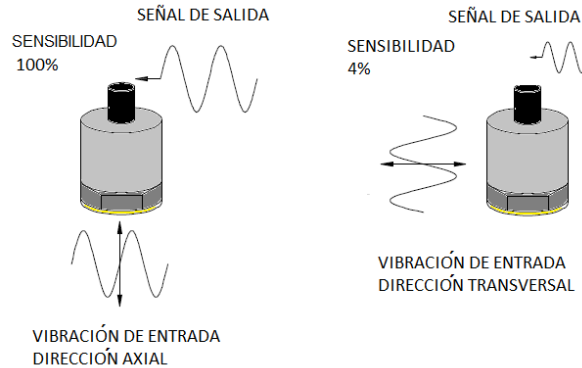 SEÑAL DE SALIDA
SENSIBILIDAD
100%
VIBRACIÓN DE ENTRADA
DIRECCIÓN AXIAL
SEÑAL DE SALIDA
SENSIBILIDAD
4%
VIBRACIÓN DE ENTRADA
DIRECCIÓN TRANSVERSAL